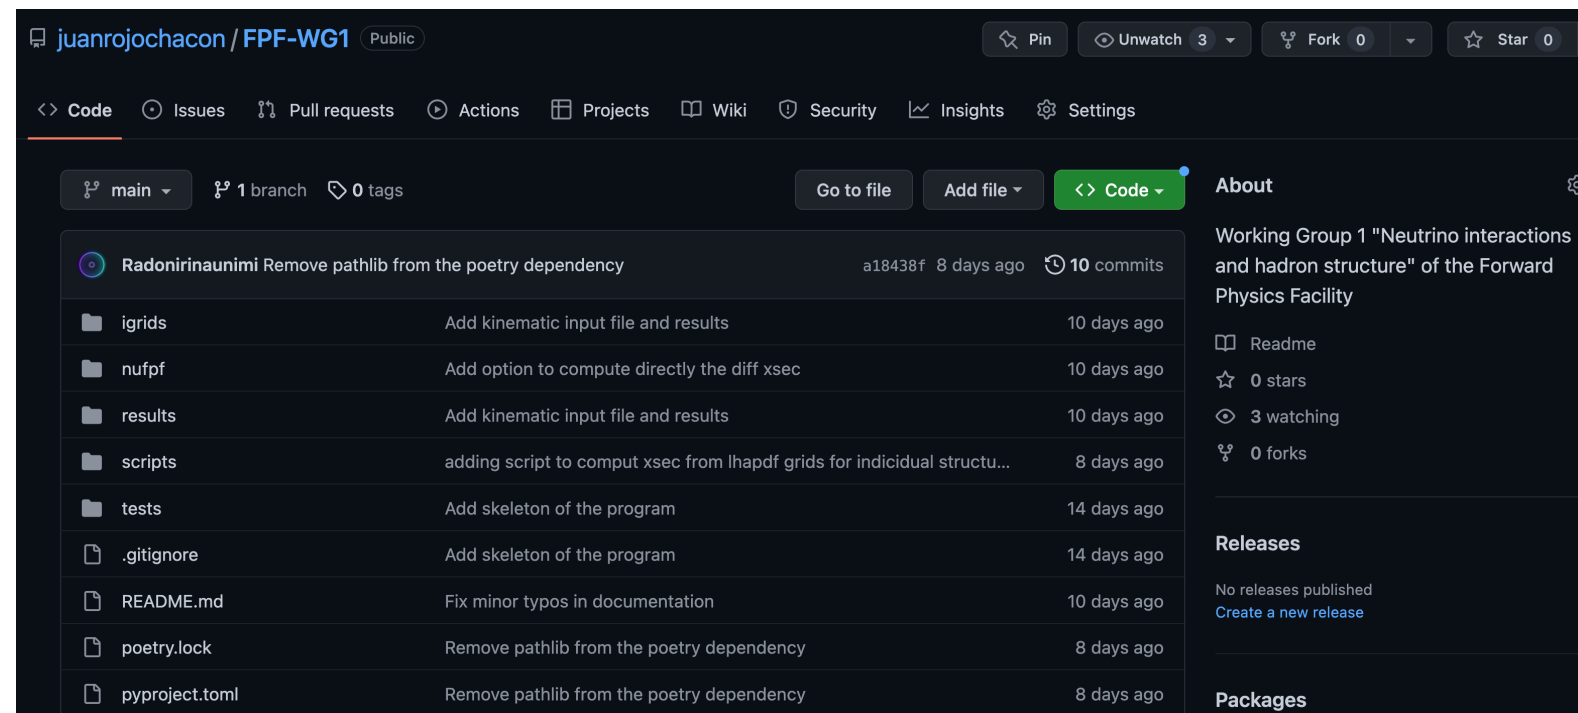 juanrojochacon / FPF-WG1 Public Pin Unwatch 3 Fork 0 Star 0
Code Issues Pull requests Actions Projects Wiki Security Insights Settings
main 1 branch 0 tags Go to file Add file Code
Radonirinaunimi Remove pathlib from the poetry dependency a18438f 8 days ago 10 commits
igrids Add kinematic input file and results 10 days ago
nufpf Add option to compute directly the diff xsec 10 days ago
results Add kinematic input file and results 10 days ago
scripts adding script to comput xsec from lhapdf grids for indicidual structu... 8 days ago
tests Add skeleton of the program 14 days ago
.gitignore Add skeleton of the program 14 days ago
README.md Fix minor typos in documentation 10 days ago
poetry.lock Remove pathlib from the poetry dependency 8 days ago
pyproject.toml Remove pathlib from the poetry dependency 8 days ago
About
Working Group 1 "Neutrino interactions
and hadron structure" of the Forward
Physics Facility
Readme
0 stars
3 watching
0 forks
Releases
No releases published
Create a new release
Packages